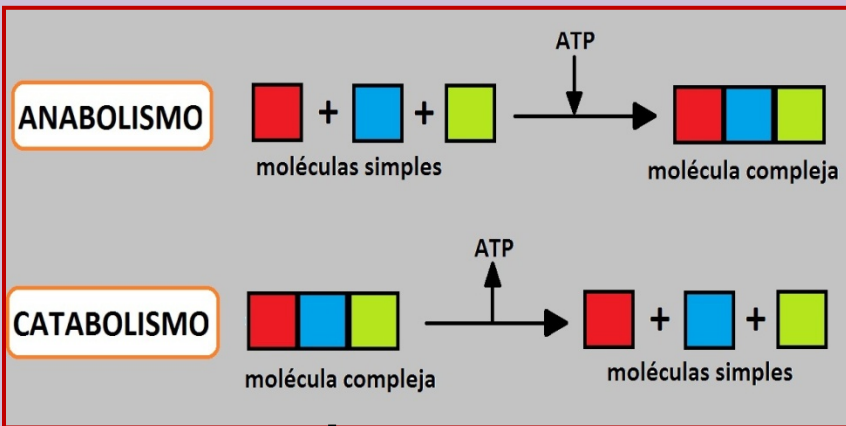 ATP
ANABOLISMO
+ +
moléculas simples
molécula compleja
ATP
CATABOLISMO
+ +
molécula compleja
moléculas simples